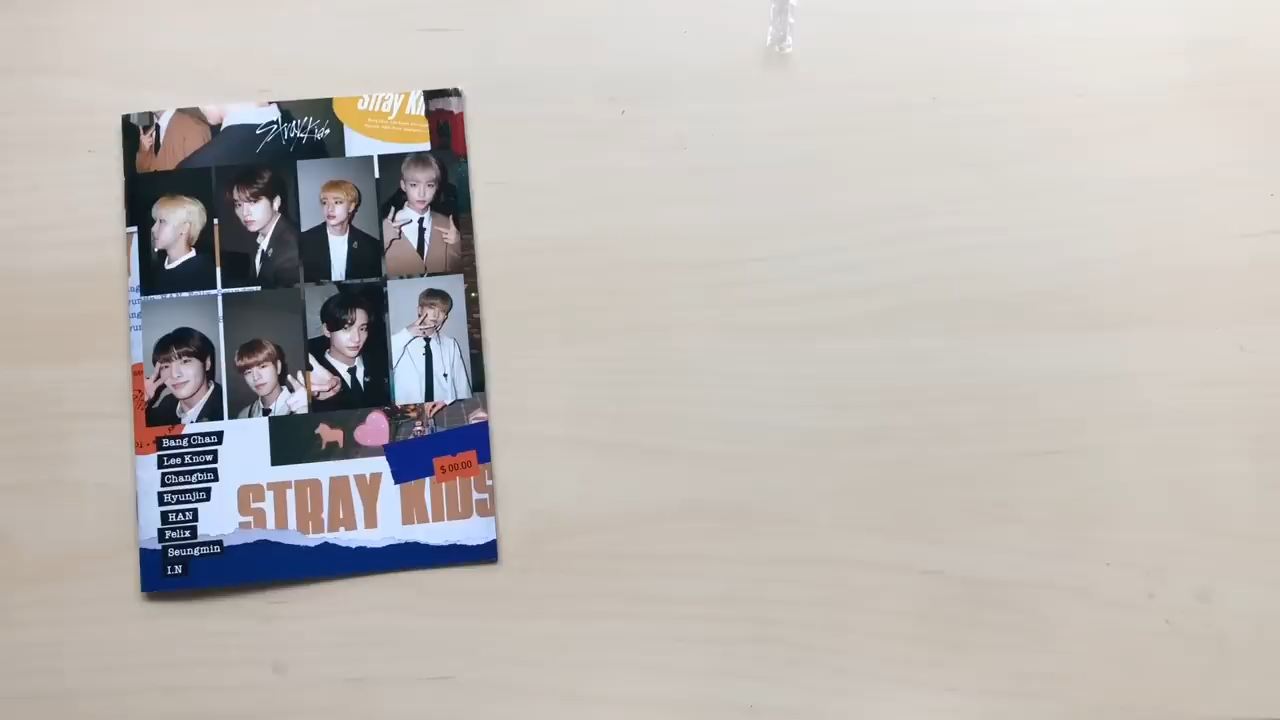 Stray Kids
Stray Ki
Bang Chan
Lee Know
Changbin
Hyunjin
HAN
Felix
Seungmin
I.N
$ 00.00
STRAY KIDS